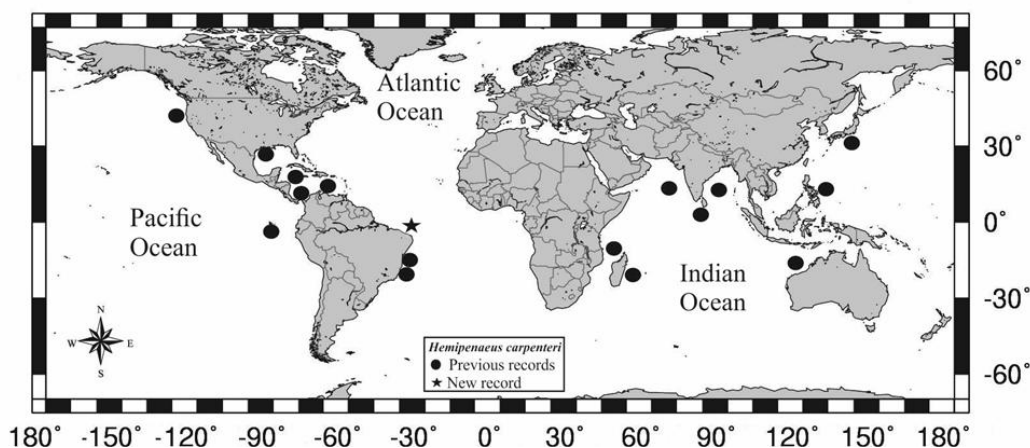 Atlantic
Ocean
60°
30°
Pacific
Ocean
0°
Indian
Ocean
-30°
N
W E
S
Hemipenaeus carpenteri
Previous records
New record
-60°
-180° -150° -120° -90° -60° -30° 0° 30° 60° 90° 120° 150° 180°